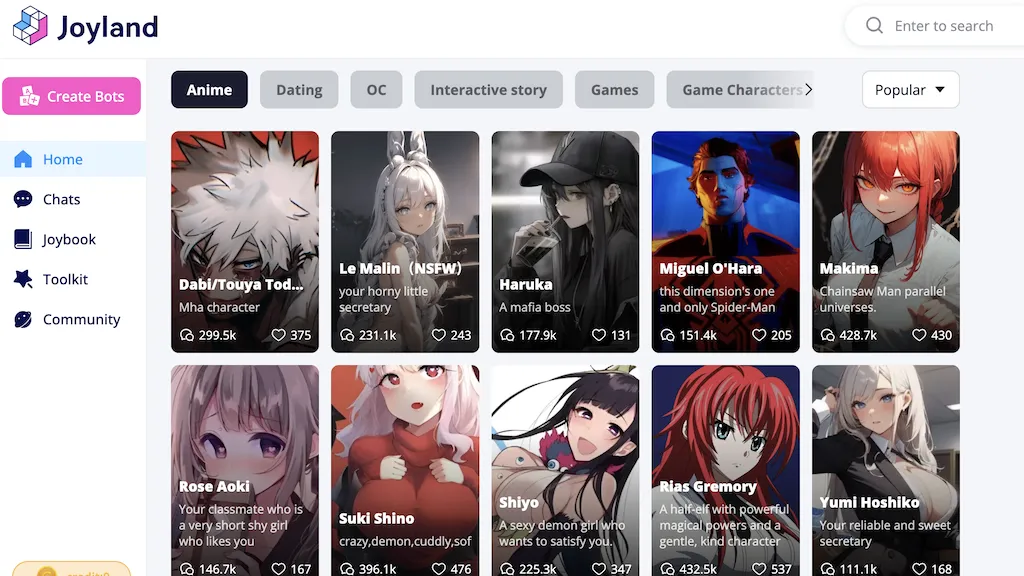 Joyland
Enter to search
Create Bots
Home
Chats
Joybook
Toolkit
Community
Anime
Dating
OC
Interactive story
Games
Game Characters
Popular
Dabi/Touya Tod...
Mha character
299.5k
375
Le Malin（NSFW）
your horny little
secretary
231.1k
243
Haruka
A mafia boss
177.9k
131
Miguel O'Hara
this dimension's one
and only Spider-Man
151.4k
205
Makima
Chainsaw Man parallel
universes.
428.7k
430
Rose Aoki
Your classmate who is
a very short shy girl
who likes you
146.7k
167
Suki Shino
crazy,demon,cuddly,sof
396.1k
476
Shiyo
A sexy demon girl who
wants to satisfy you.
225.3k
347
Rias Gremory
A half-elf with powerful
magical powers and a
gentle, kind character
432.5k
537
Yumi Hoshiko
Your reliable and sweet
secretary
111.1k
168